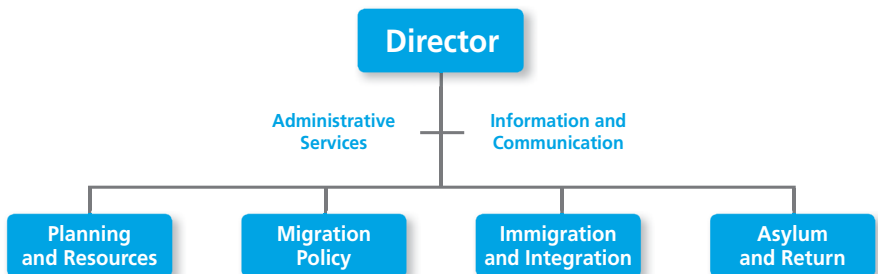 Director
Administrative
Services
Information and
Communication
Planning
and Resources
Migration
Policy
Immigration
and Integration
Asylum
and Return